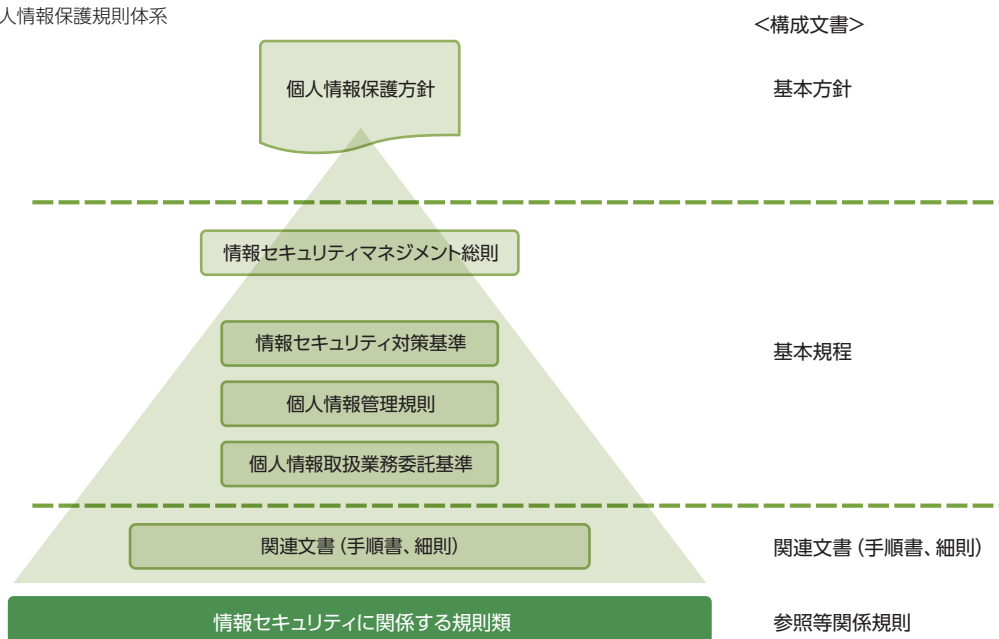 人情報保護規則体系
<構成文書>
個人情報保護方針
基本方針
情報セキュリティマネジメント総則
情報セキュリティ対策基準
基本規程
個人情報管理規則
個人情報取扱業務委託基準
関連文書(手順書、細則)
関連文書(手順書、細則)
情報セキュリティに関係する規則類
参照等関係規則